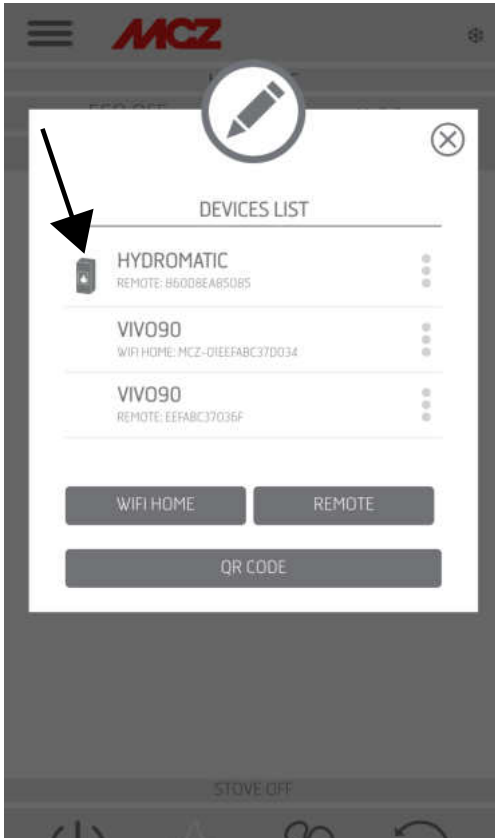 MCZ
DEVICES LIST
HYDROMATIC
REMOTE: 86008EA85085
VIVO90
WIFI HOME: MCZ-01EEFABC37D034
VIVO90
REMOTE: EEFABC37036F
WIFI HOME
REMOTE
QR CODE
STOVE OFF